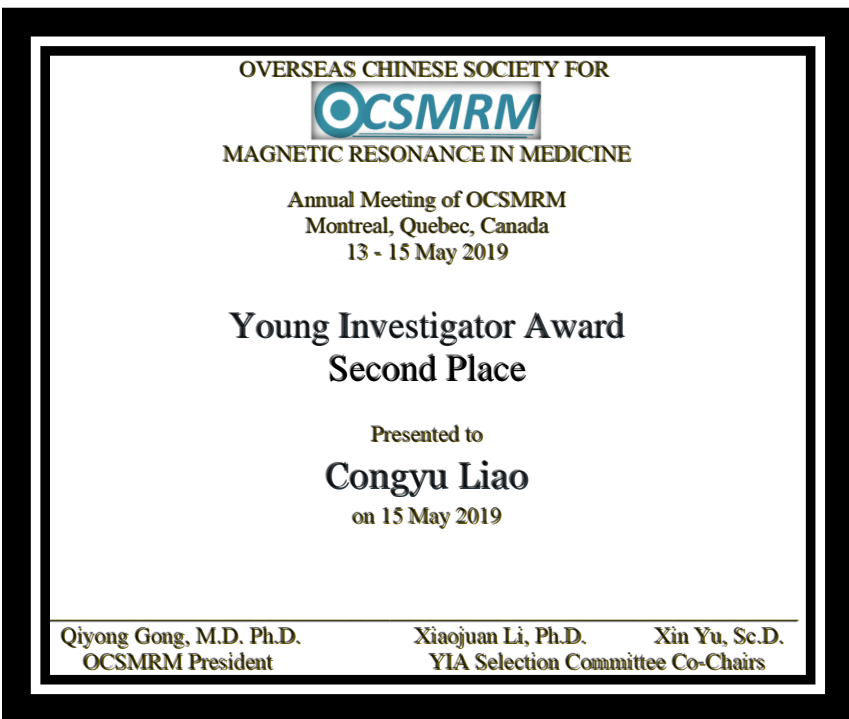 OVERSEAS CHINESE SOCIETY FOR
OCSMRM
MAGNETIC RESONANCE IN MEDICINE
Annual Meeting of OCSMRM
Montreal, Quebec, Canada
13 - 15 May 2019
Young Investigator Award
Second Place
Presented to
Congyu Liao
on 15 May 2019
Qiyong Gong, M.D. Ph.D. Xiaojuan Li, Ph.D. Xin Yu, Sc.D.
OCSMRM President YIA Selection Committee Co-Chairs